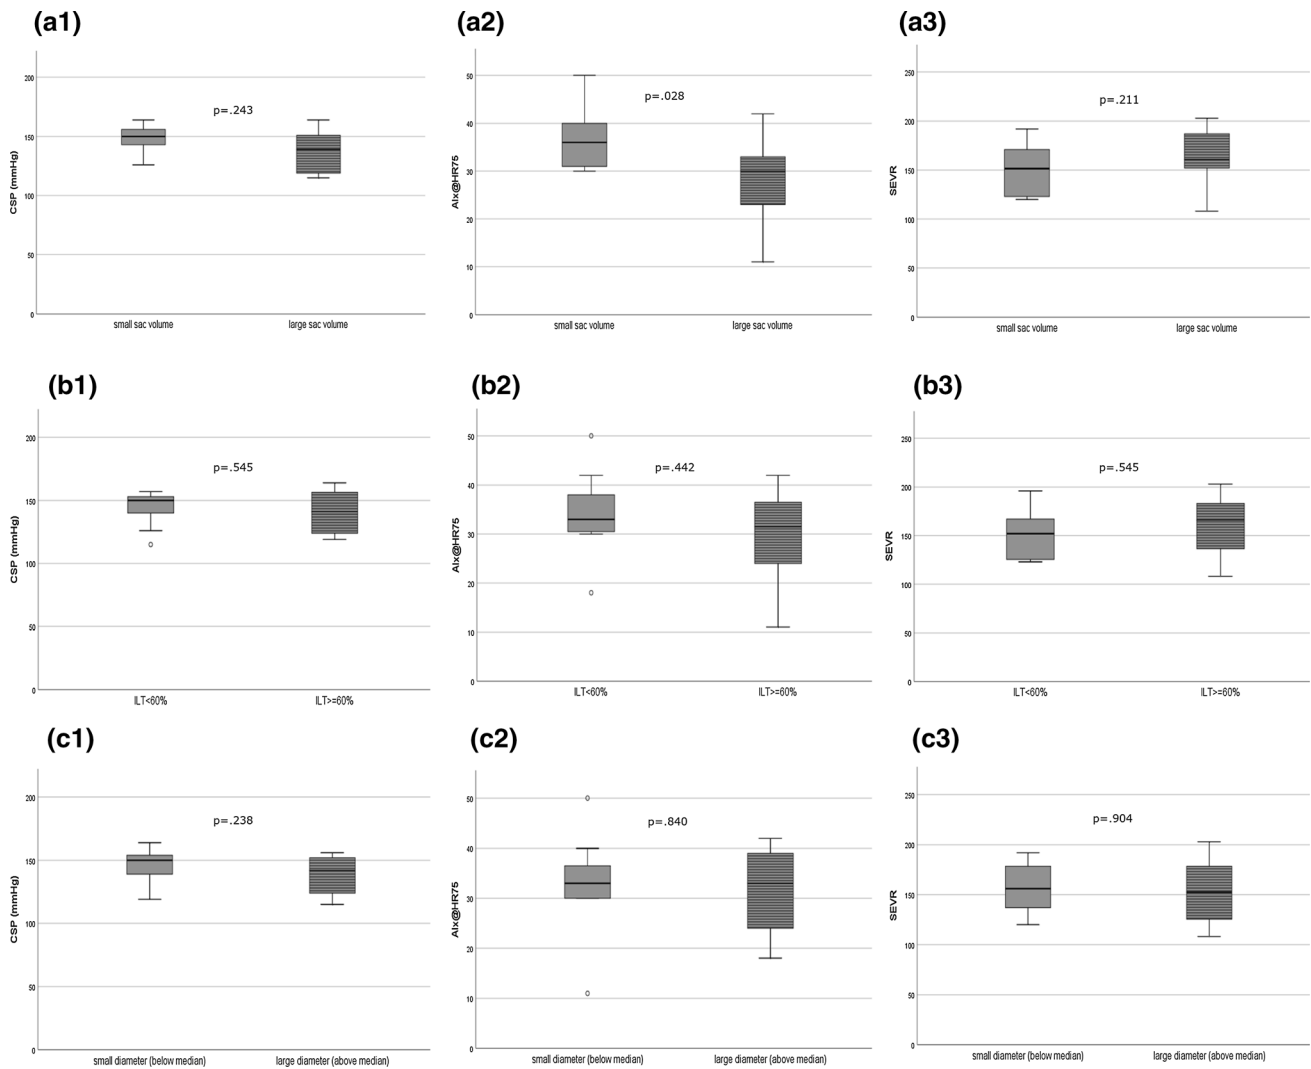 (a1)
200
150
100
50
0
CSP (mmHg)
p=.243
small sac volume
large sac volume
(a2)
50
40
30
20
10
AIx@HR75
p=.028
small sac volume
large sac volume
(a3)
250
200
150
100
50
0
SEVR
p=.211
small sac volume
large sac volume
(b1)
200
150
100
50
0
CSP (mmHg)
p=.545
ILT<60%
ILT>=60%
(b2)
50
40
30
20
10
0
AIx@HR75
p=.442
ILT<60%
ILT>=60%
(b3)
250
200
150
100
50
0
SEVR
p=.545
ILT<60%
ILT>=60%
(c1)
200
150
100
50
0
CSP (mmHg)
p=.238
small diameter (below median)
large diameter (above median)
(c2)
50
40
30
20
10
0
AIx@HR75
p=.840
small diameter (below median)
large diameter (above median)
(c3)
250
200
150
100
50
0
SEVR
p=.904
small diameter (below median)
large diameter (above median)